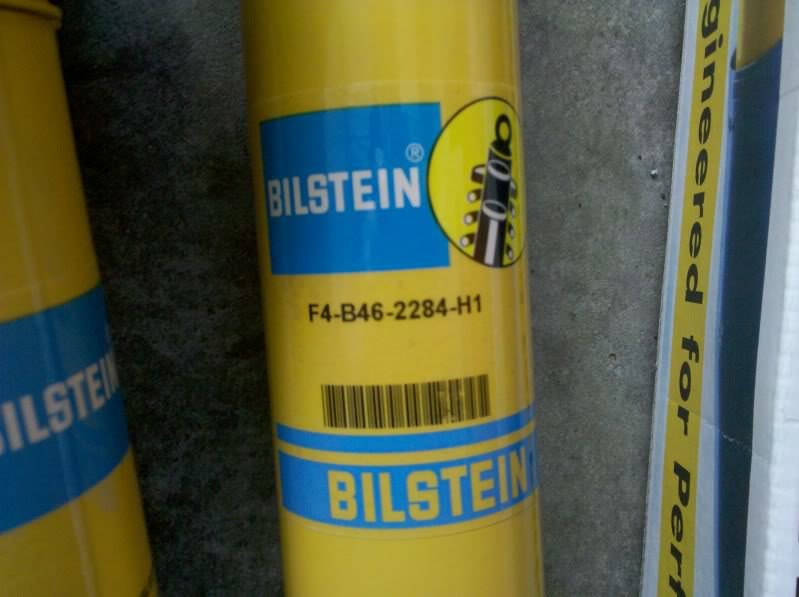 BILSTEIN®
F4-B46-2284-H1
BILSTEIN
BILSTEIN
gineered for Perf